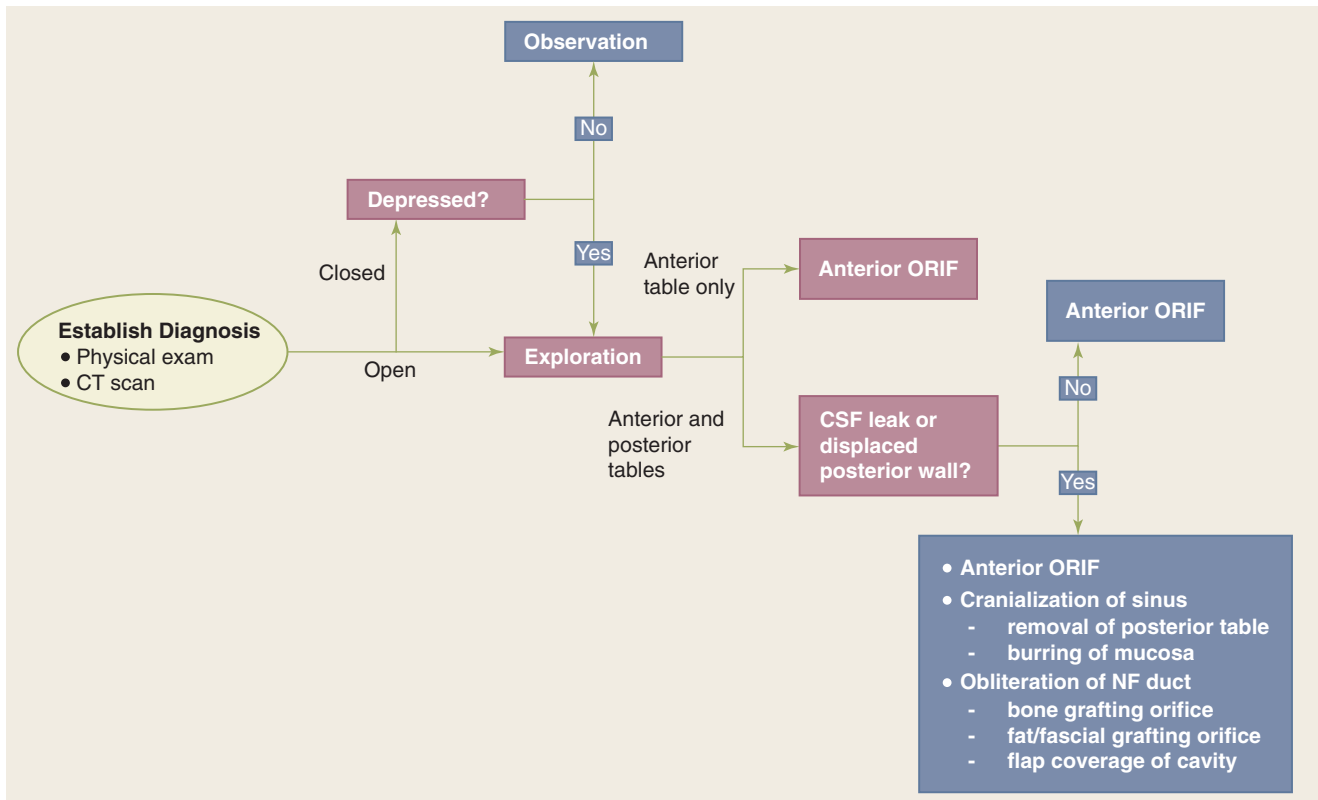 Observation
No
Depressed?
Yes
Closed
Anterior
table only
Anterior ORIF
Anterior ORIF
Establish Diagnosis
• Physical exam
• CT scan
Open
Exploration
No
Anterior and
posterior
tables
CSF leak or
displaced
posterior wall?
Yes
• Anterior ORIF
• Cranialization of sinus
- removal of posterior table
- burring of mucosa
• Obliteration of NF duct
- bone grafting orifice
- fat/fascial grafting orifice
- flap coverage of cavity